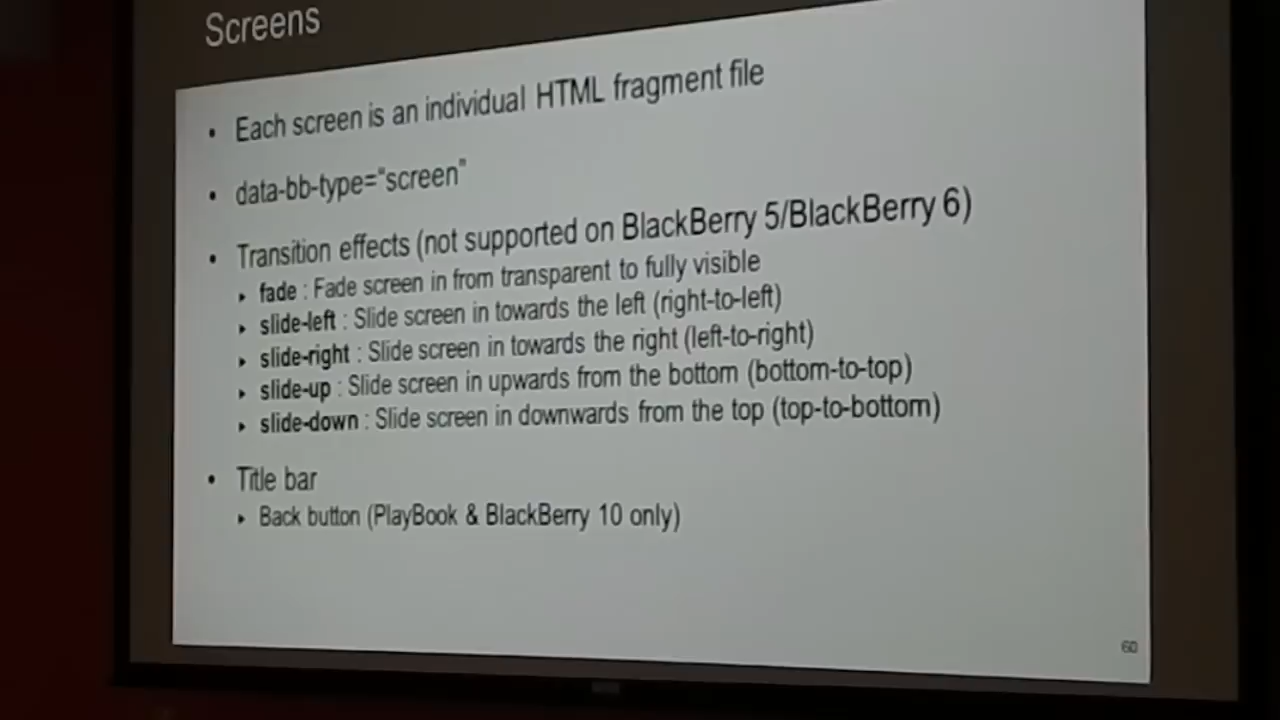 Screens
• Each screen is an individual HTML fragment file
• data-bb-type=“screen”
• Transition effects (not supported on BlackBerry 5/BlackBerry 6)
‣ fade : Fade screen in from transparent to fully visible
‣ slide-left : Slide screen in towards the left (right-to-left)
‣ slide-right : Slide screen in towards the right (left-to-right)
‣ slide-up : Slide screen in upwards from the bottom (bottom-to-top)
‣ slide-down : Slide screen in downwards from the top (top-to-bottom)
• Title bar
‣ Back button (PlayBook & BlackBerry 10 only)
60